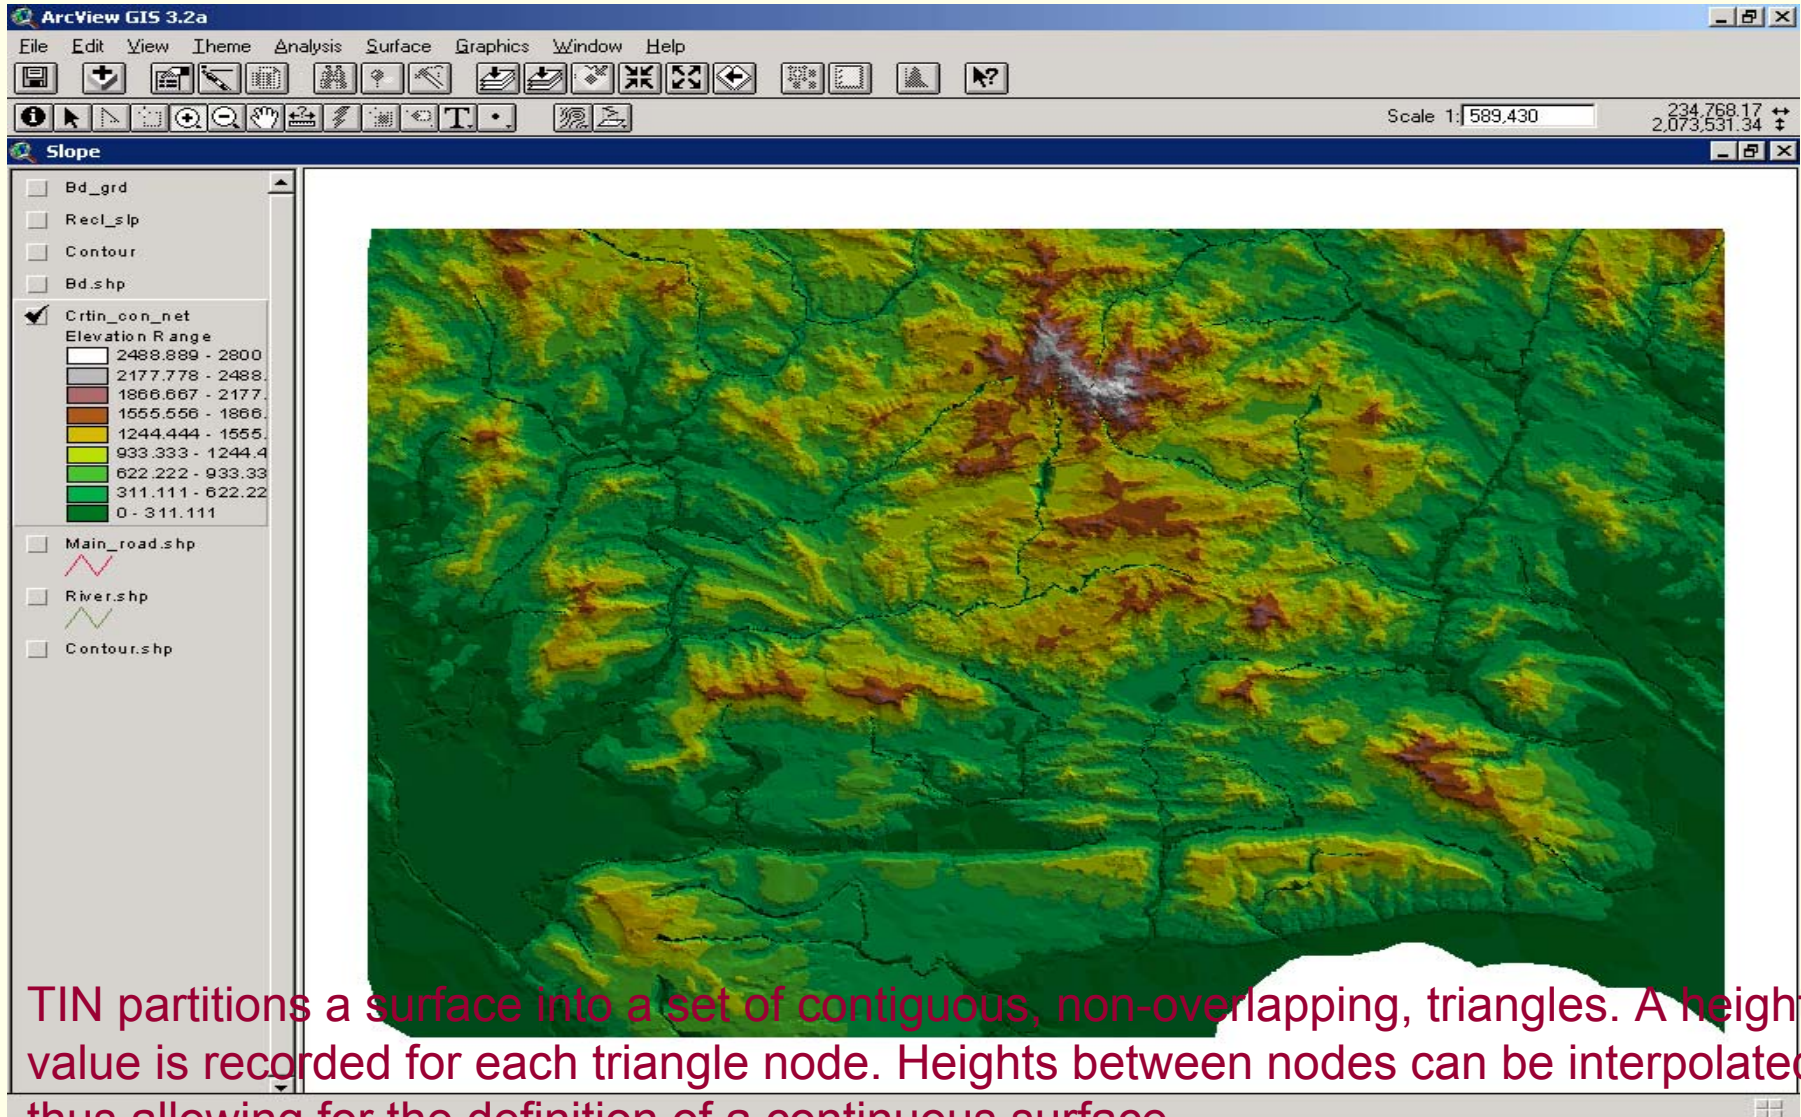 ArcView GIS 3.2a
File Edit View Theme Analysis Surface Graphics Window Help
Scale 1: 589,430
234,768.17
2,073,531.34
Slope
Bd_grd
Recl_slp
Contour
Bd.shp
Crtin_con_net
Elevation Range
2488.889 - 2800
2177.778 - 2488.
1866.667 - 2177.
1555.556 - 1866.
1244.444 - 1555.
933.333 - 1244.4
622.222 - 933.33
311.111 - 622.22
0 - 311.111
Main_road.shp
River.shp
Contour.shp
TIN partitions a surface into a set of contiguous, non-overlapping, triangles. A height
value is recorded for each triangle node. Heights between nodes can be interpolated
thus allowing for the definition of a continuous surface